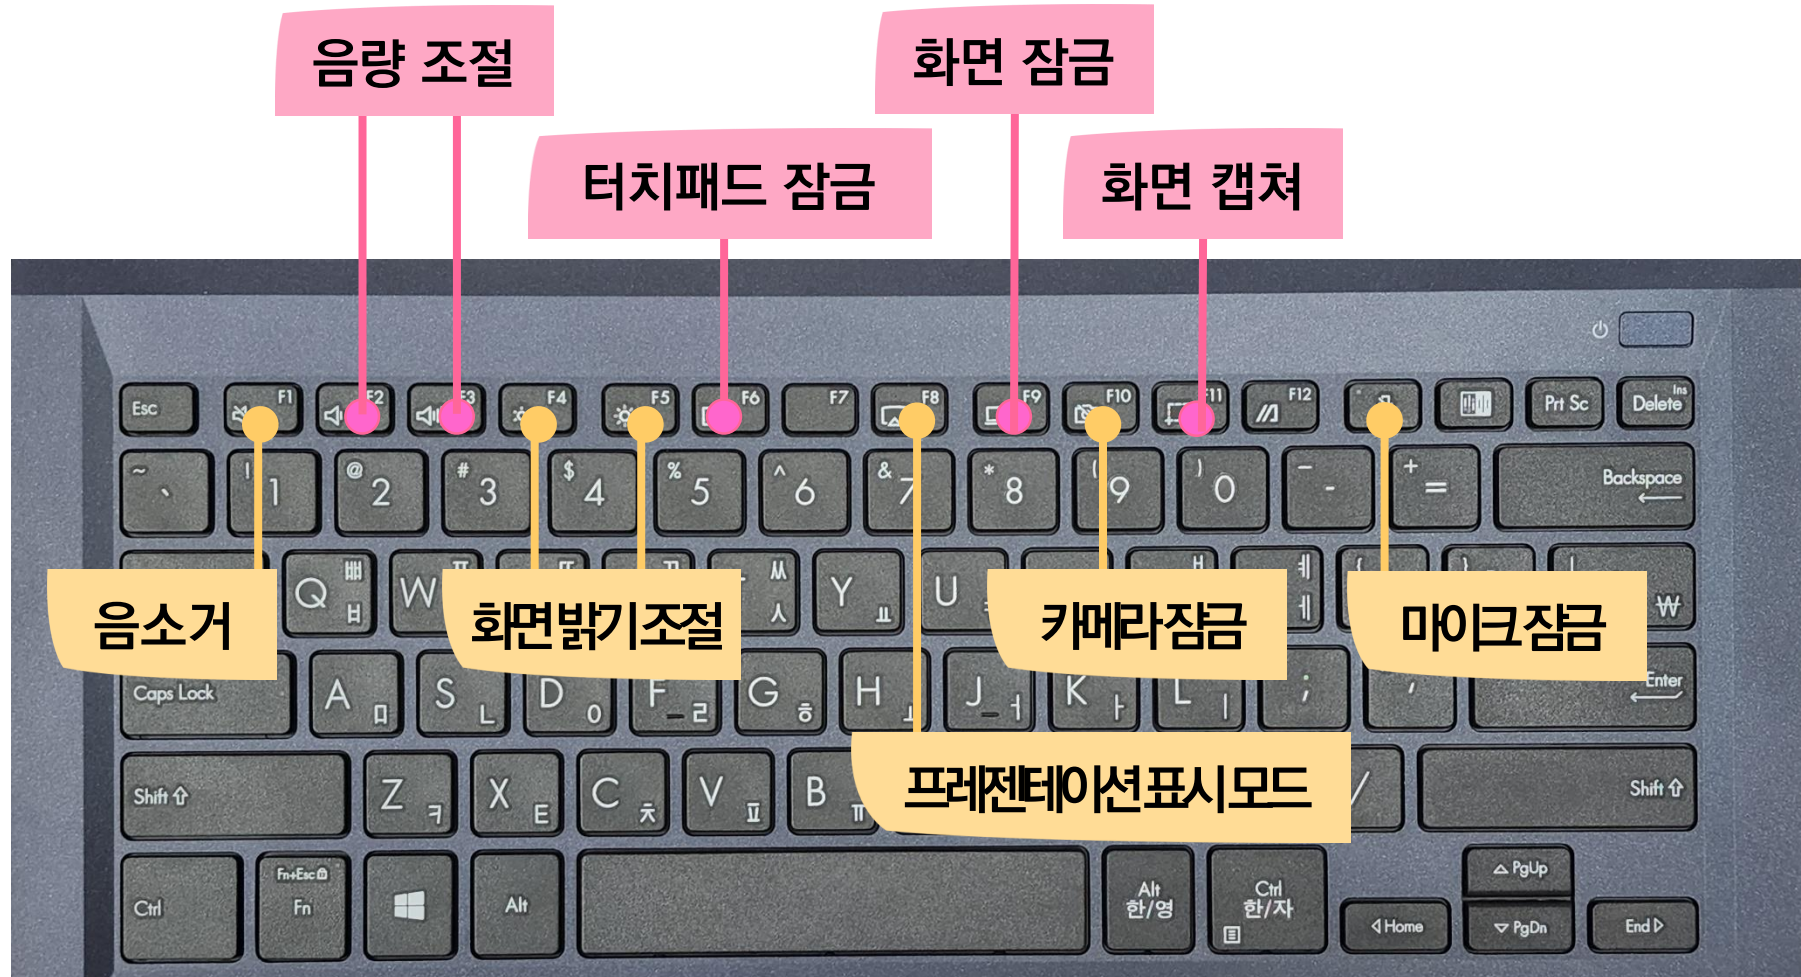 음량 조절
화면 잠금
터치패드 잠금
화면 캡쳐
Esc
F1
F2
F3
F4
F5
F6
F7
F8
F9
F10
F11
F12
Prt Sc
Ins
Delete
~ `
! 1
@ 2
# 3
$ 4
% 5
^ 6
& 7
* 8
( 9
) 0
– -
+ =
Backspace
Q ㅃ ㅂ
W
ㅆ ㅅ
Y ㅛ
U
ㅖ ㅔ
{
}
|
₩
음소거
화면 밝기 조절
카메라 잠금
마이크 잠금
Caps Lock
A ㅁ
S ㄴ
D ㅇ
F ㄹ
G ㅎ
H ㅗ
J ㅓ
K ㅏ
L ㅣ
;
'
Enter
프레젠테이션 표시 모드
Shift
Z ㅋ
X ㅌ
C ㅊ
V ㅍ
B ㅠ
/
Shift
Ctrl
Fn+Esc
Fn
Alt
Alt
한/영
Ctrl
한/자
Home
PgUp
PgDn
End